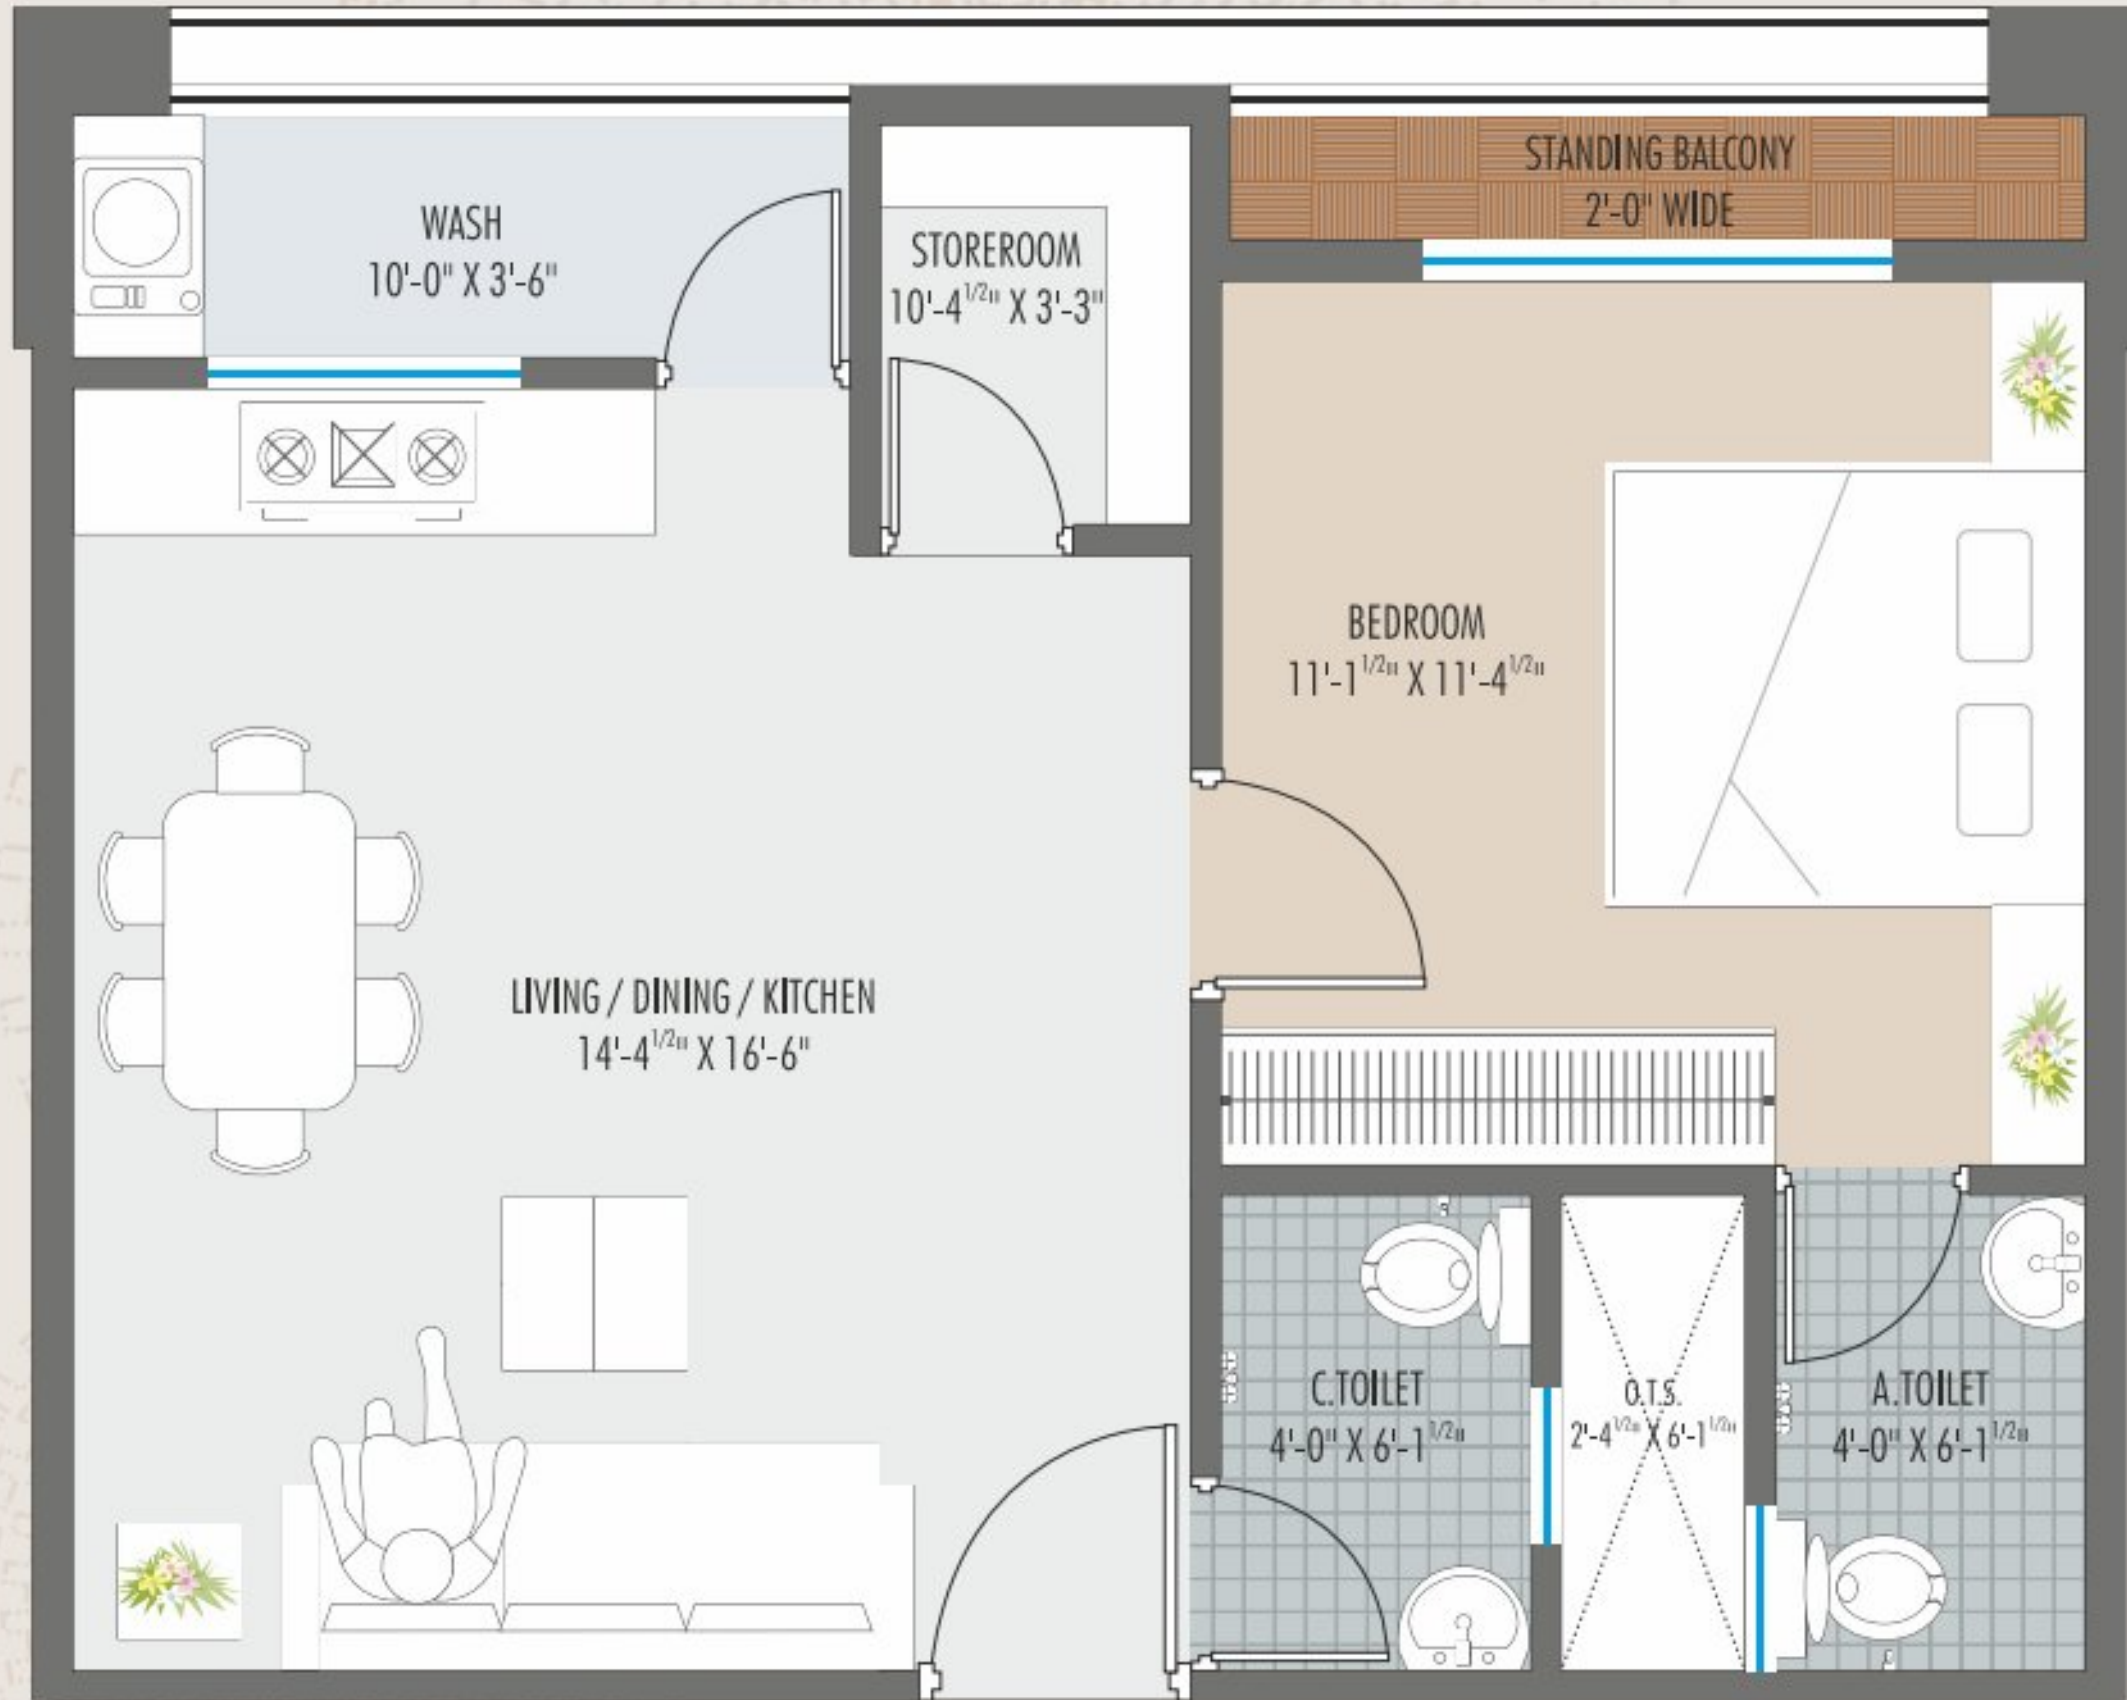 STANDING BALCONY
2'-0" WIDE
WASH
10'-0" X 3'-6"
STOREROOM
10'-4 1/2" X 3'-3"
BEDROOM
11'-1 1/2" X 11'-4 1/2"
LIVING / DINING / KITCHEN
14'-4 1/2" X 16'-6"
C.TOILET
4'-0" X 6'-1 1/2"
O.T.S.
2'-4 1/2" X 6'-1 1/2"
A.TOILET
4'-0" X 6'-1 1/2"